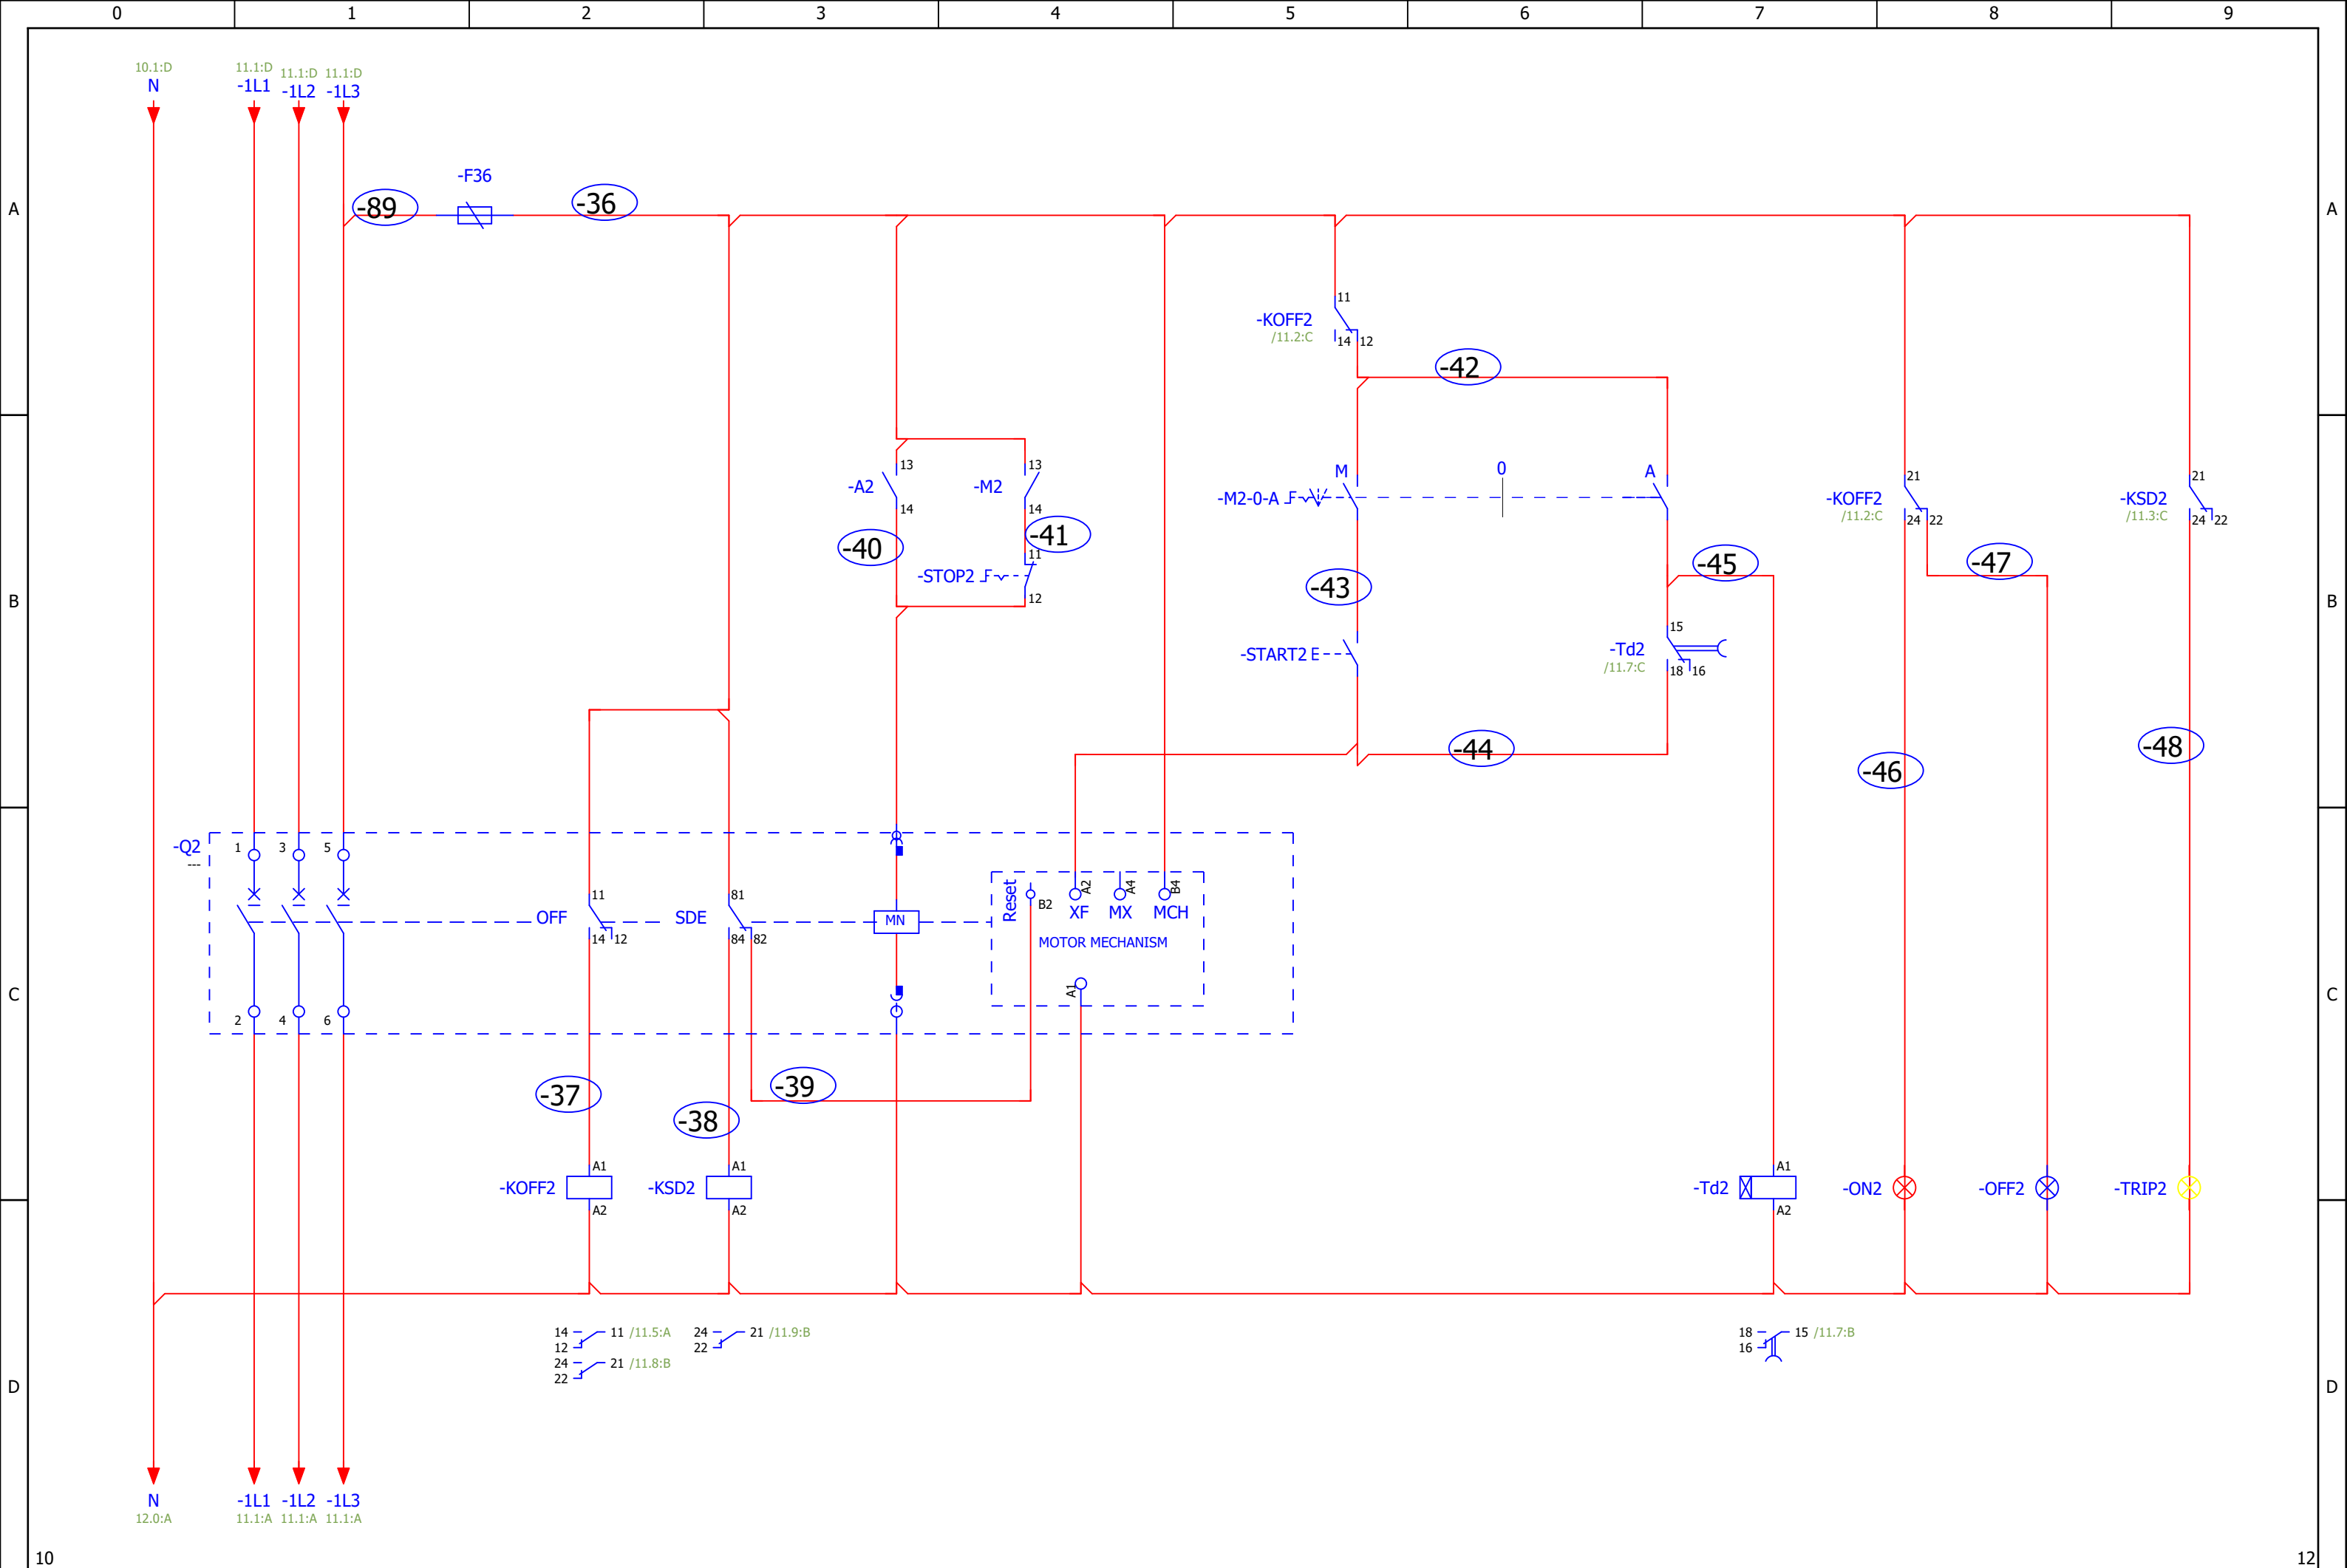 0 1 2 3 4 5 6 7 8 9
10.1:D 11.1:D 11.1:D 11.1:D
N -1L1 -1L2 -1L3
-F36
A -89 -36 A
11
-KOFF2
/11.2:C
14 12
-42
13 13 M 0 A 21 21
-A2 -M2 -M2-0-A -KOFF2 -KSD2
/11.2:C /11.3:C
14 14 24 22 24 22
-40 -41
11
-STOP2
12
-45 -47
-43
B B
15
-START2 -Td2
/11.7:C
18 16
-44 -46 -48
-Q2
---
1 3 5
11 81
Reset B2 A2 A4 B4
OFF SDE MN XF MX MCH
14 12 84 82
MOTOR MECHANISM
A1
C C
2 4 6
-37 -38 -39
A1 A1 A1
-KOFF2 -KSD2 -Td2 -ON2 -OFF2 -TRIP2
A2 A2 A2
14 11 /11.5:A 24 21 /11.9:B 18 15 /11.7:B
12 22 16
24 21 /11.8:B
22
D D
N -1L1 -1L2 -1L3
12.0:A 11.1:A 11.1:A 11.1:A
10 12